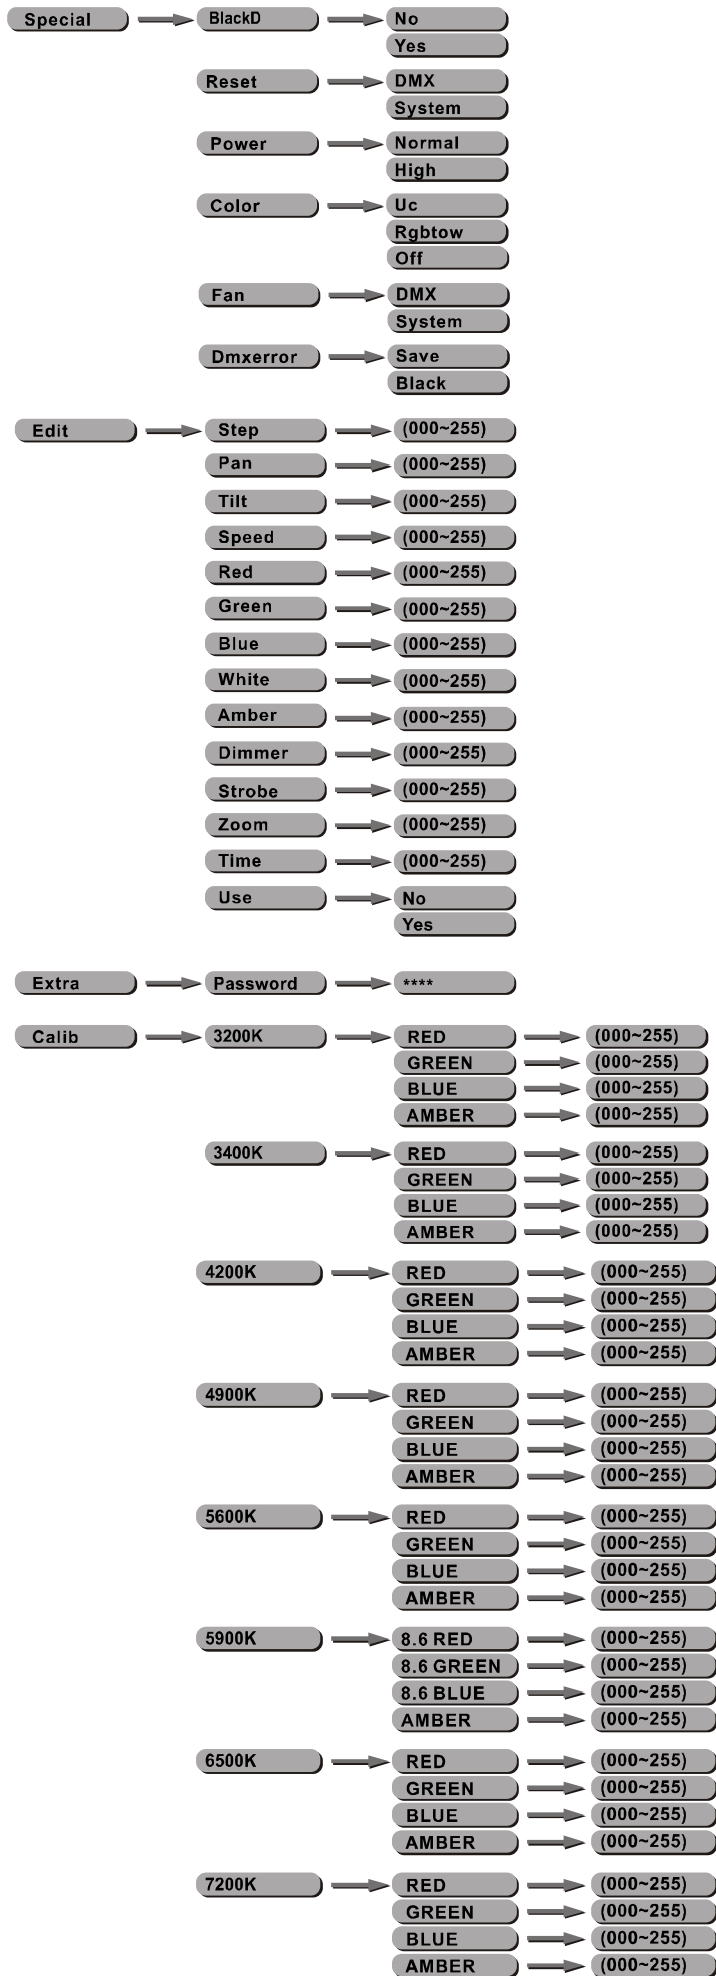 Special BlackD No
Yes
Reset DMX
System
Power Normal
High
Color Uc
Rgbtow
Off
Fan DMX
System
Dmxerror Save
Black
Edit Step (000~255)
Pan (000~255)
Tilt (000~255)
Speed (000~255)
Red (000~255)
Green (000~255)
Blue (000~255)
White (000~255)
Amber (000~255)
Dimmer (000~255)
Strobe (000~255)
Zoom (000~255)
Time (000~255)
Use No
Yes
Extra Password ****
Calib 3200K RED (000~255)
GREEN (000~255)
BLUE (000~255)
AMBER (000~255)
3400K RED (000~255)
GREEN (000~255)
BLUE (000~255)
AMBER (000~255)
4200K RED (000~255)
GREEN (000~255)
BLUE (000~255)
AMBER (000~255)
4900K RED (000~255)
GREEN (000~255)
BLUE (000~255)
AMBER (000~255)
5600K RED (000~255)
GREEN (000~255)
BLUE (000~255)
AMBER (000~255)
5900K 8.6 RED (000~255)
8.6 GREEN (000~255)
8.6 BLUE (000~255)
AMBER (000~255)
6500K RED (000~255)
GREEN (000~255)
BLUE (000~255)
AMBER (000~255)
7200K RED (000~255)
GREEN (000~255)
BLUE (000~255)
AMBER (000~255)